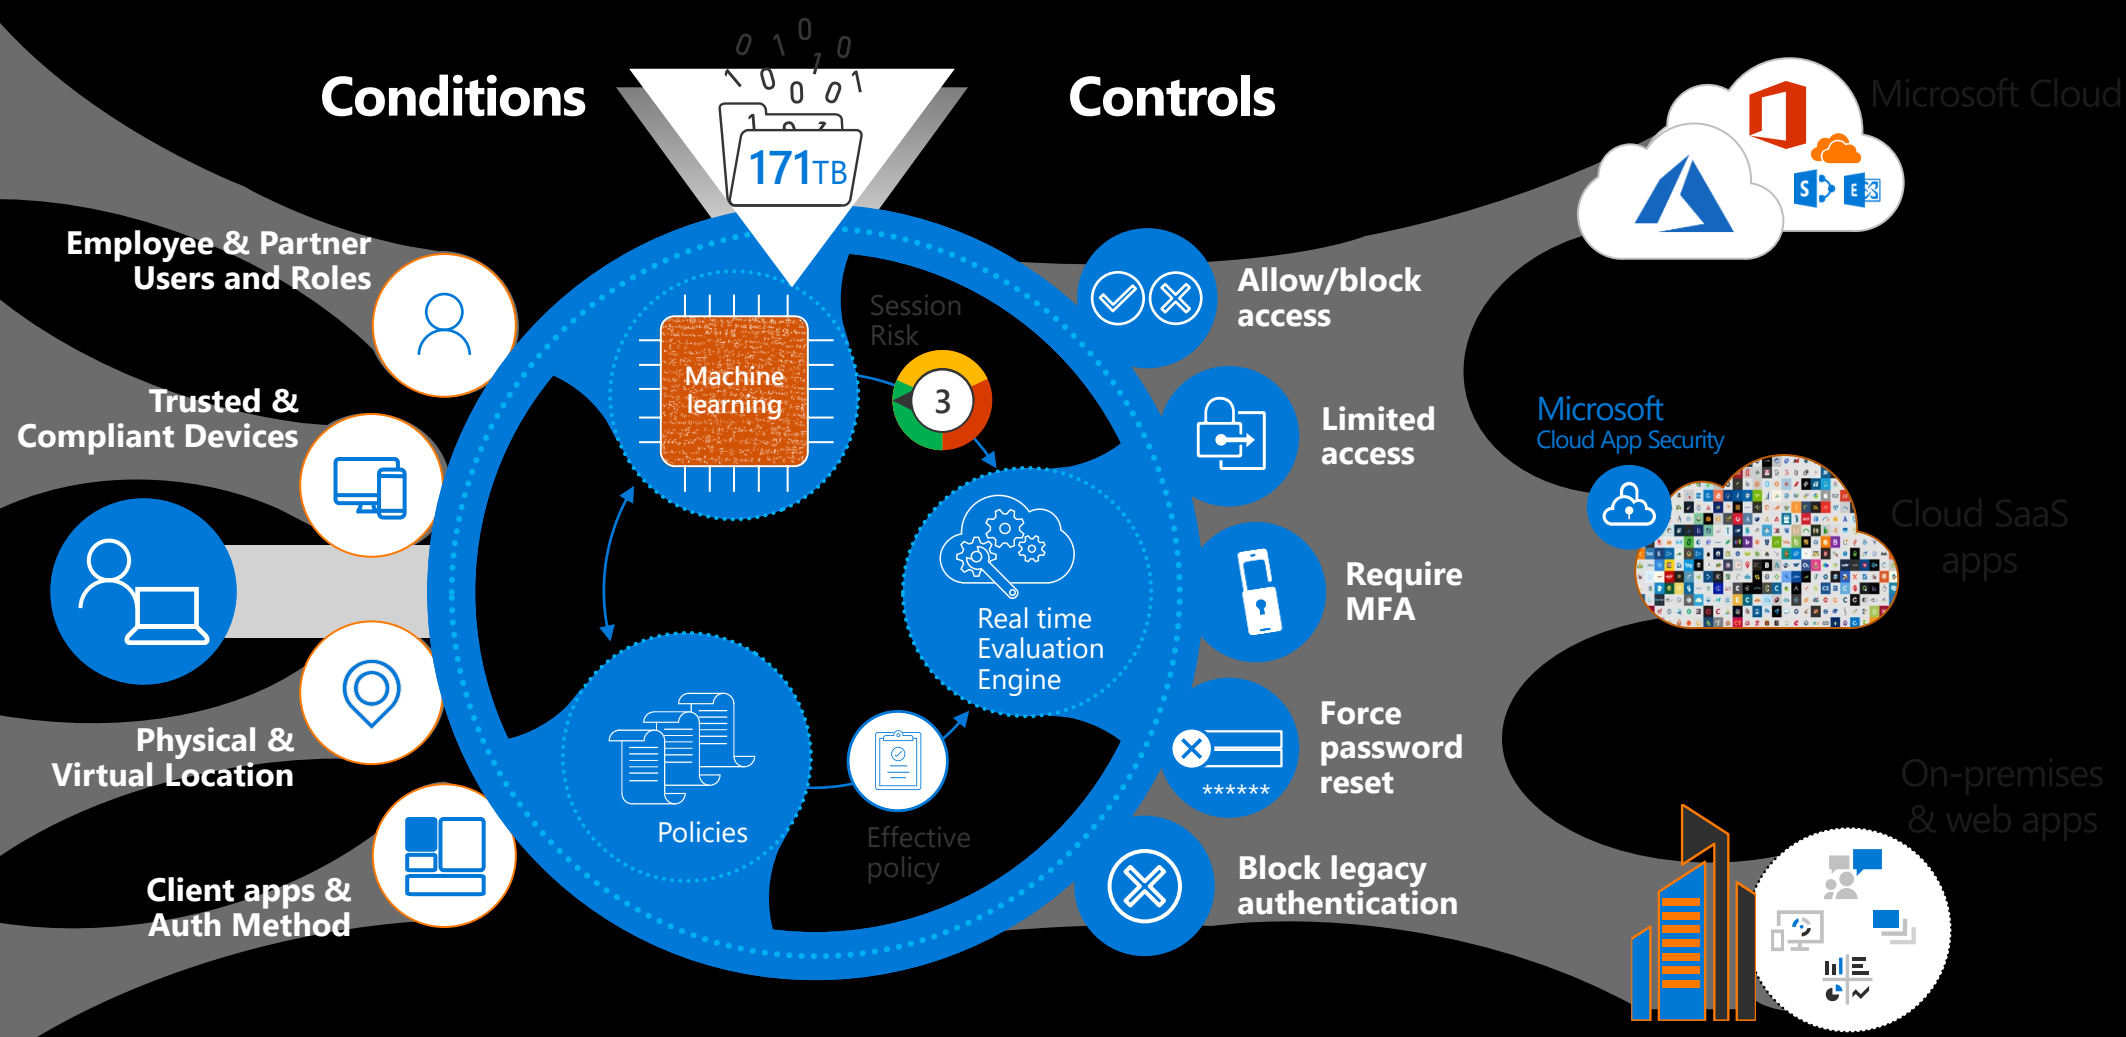 Conditions
Controls
171TB
Microsoft Cloud
Employee & Partner
Users and Roles
Trusted &
Compliant Devices
Physical &
Virtual Location
Client apps &
Auth Method
Machine
learning
Session
Risk
3
Real time
Evaluation
Engine
Policies
Effective
policy
Allow/block
access
Limited
access
Require
MFA
Force
password
reset
******
Block legacy
authentication
Microsoft
Cloud App Security
Cloud SaaS
apps
On-premises
& web apps